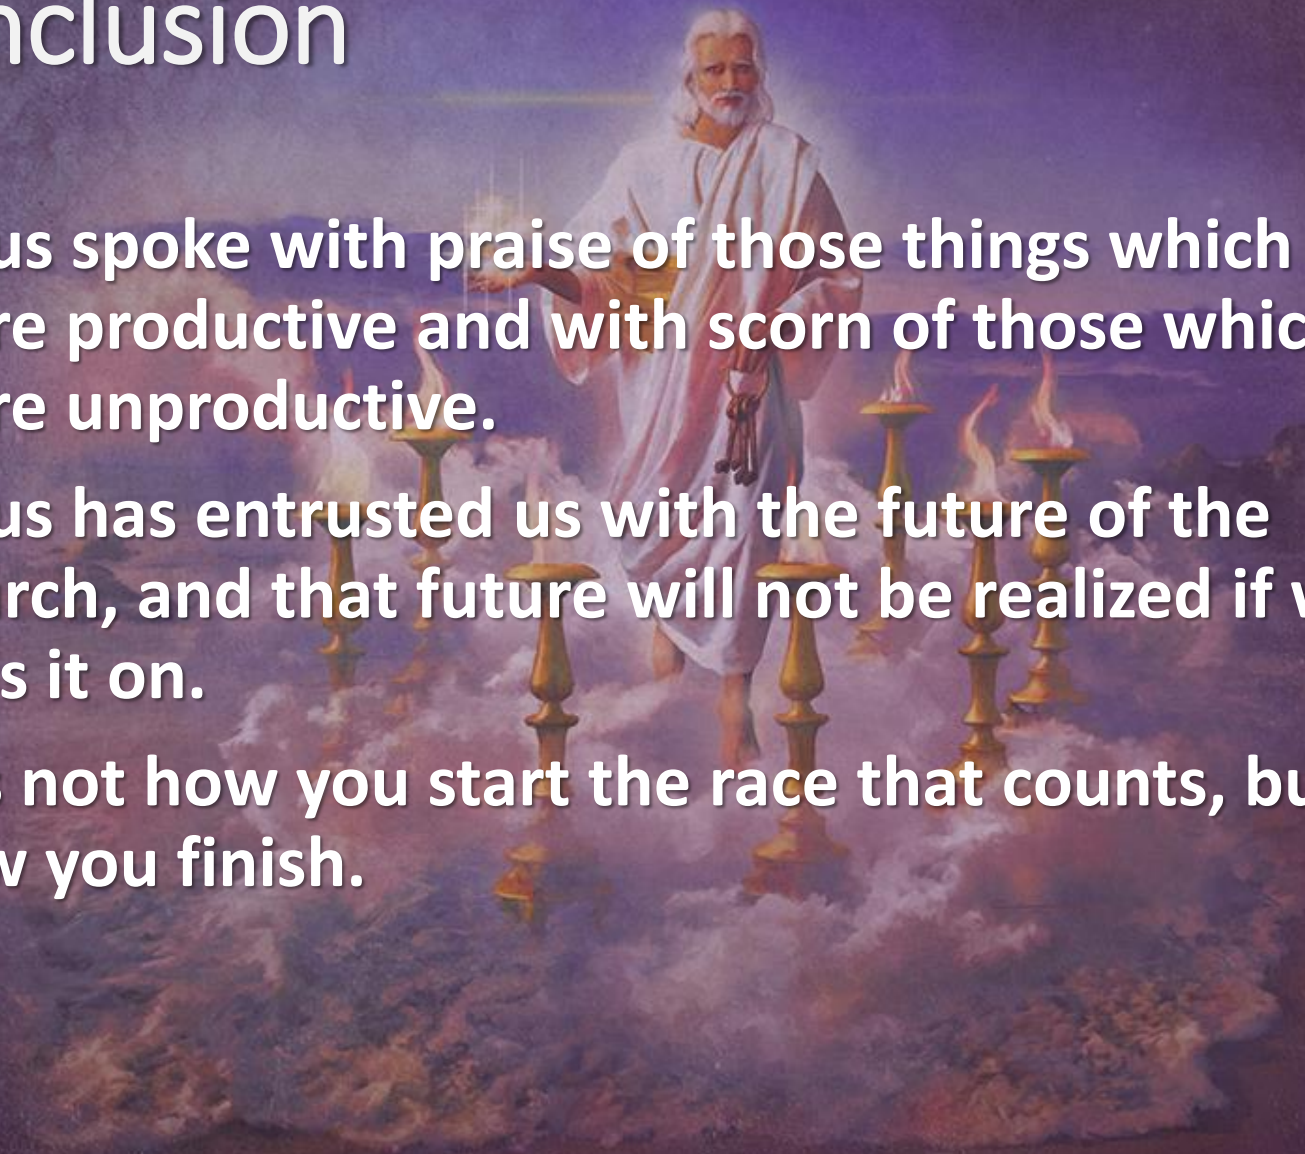 nclusion
us spoke with praise of those things which
re productive and with scorn of those whic
re unproductive.
us has entrusted us with the future of the
rch, and that future will not be realized if w
s it on.
s not how you start the race that counts, bu
w you finish.